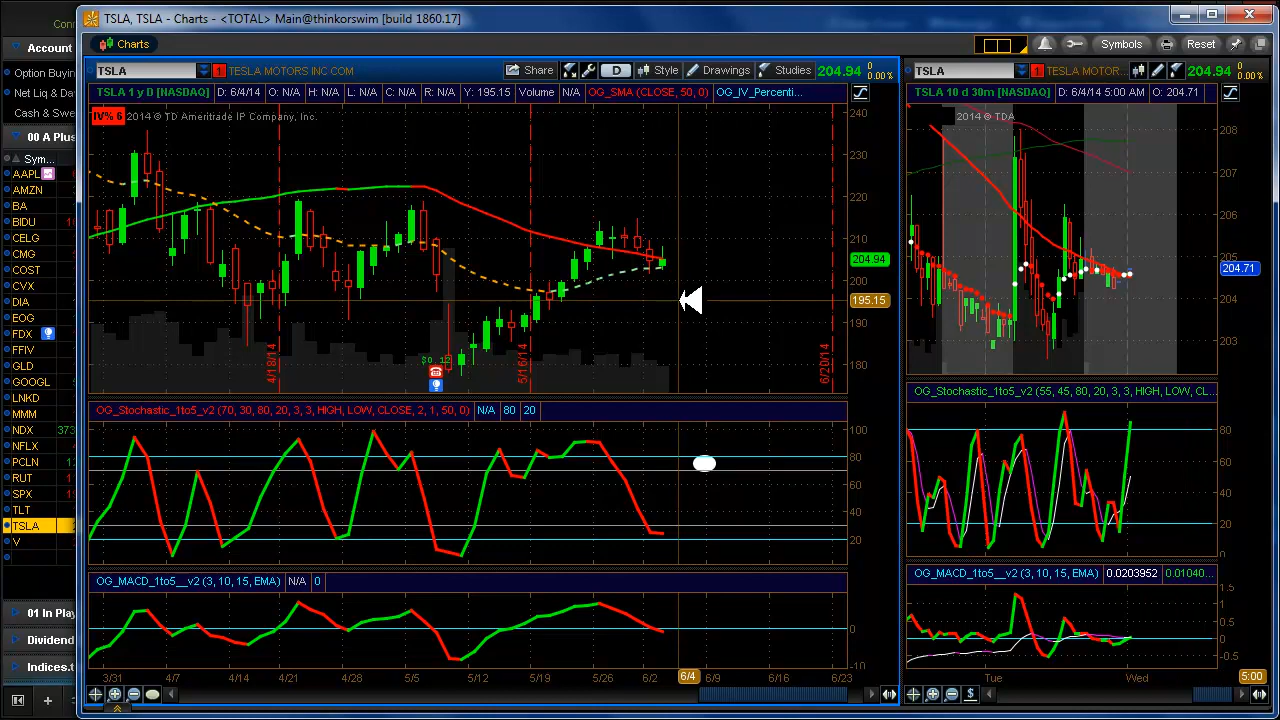 TSLA, TSLA - Charts - <TOTAL> Main@thinkorswim [build 1860.17]
Charts
Symbols
Reset
Account
Option Buyin
Net Liq & Da
Cash & Swe
00 A Plus
Sym...
AAPL
AMZN
BA
BIDU
CELG
CMG
COST
CVX
DIA
EOG
FDX
FFIV
GLD
GOOGL
LNKD
MMM
NDX 373
NFLX
PCLN
RUT
SPX
TLT
TSLA
V
01 In Play
Dividend
Indices.t
TSLA 1 TESLA MOTORS INC COM Share D Style Drawings Studies 204.94 0 0.00%
TSLA 1 y D [NASDAQ] D: 6/4/14 O: N/A H: N/A L: N/A C: N/A R: N/A Y: 195.15 Volume N/A OG_SMA (CLOSE, 50, 0) OG_IV_Percenti...
IV% 6 2014 © TD Ameritrade IP Company, Inc.
240
230
220
210
204.94
200
195.15
190
180
4/18/14
5/16/14
6/20/14
OG_Stochastic_1to5_v2 (70, 30, 80, 20, 3, 3, HIGH, LOW, CLOSE, 2, 1, 50, 0) N/A 80 20
100
80
60
40
20
OG_MACD_1to5__v2 (3, 10, 15, EMA) N/A 0
0
-10
3/31 4/7 4/14 4/21 4/28 5/5 5/12 5/19 5/26 6/2 6/4 6/9 6/16 6/23
TSLA 1 TESLA MOTOR... 204.94 0 0.00%
TSLA 10 d 30m [NASDAQ] D: 6/4/14 5:00 AM O: 204.71
2014 © TDA
208
207
206
205
204.71
204
203
OG_Stochastic_1to5_v2 (55, 45, 80, 20, 3, 3, HIGH, LOW, CL...
80
60
40
20
0
OG_MACD_1to5__v2 (3, 10, 15, EMA) 0.0203952 0.01040...
1.5
0.5
0
-0.5
Tue Wed 5:00